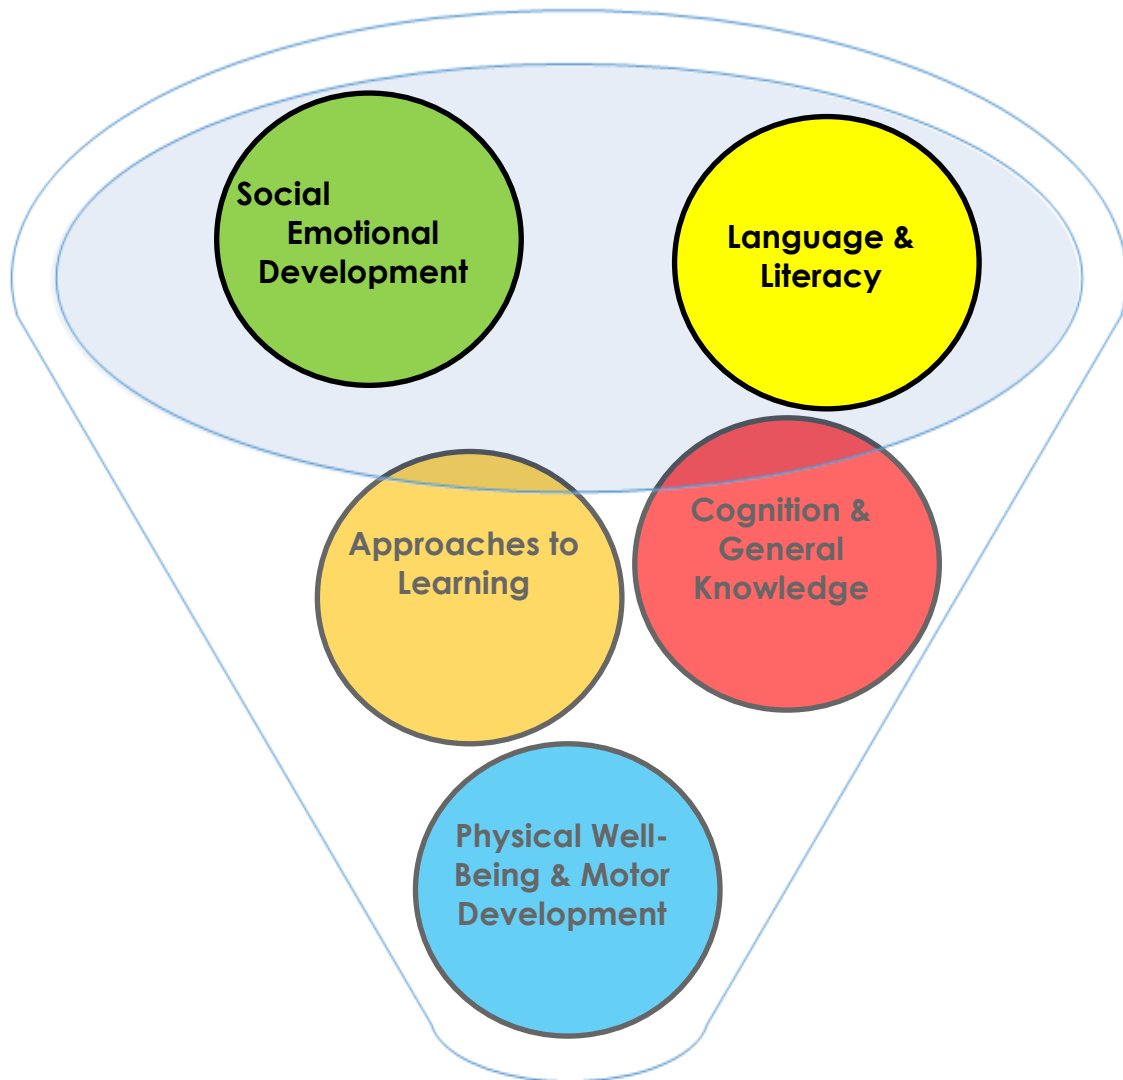 Social
Emotional
Development
Language &
Literacy
Approaches to
Learning
Cognition &
General
Knowledge
Physical Well-
Being & Motor
Development